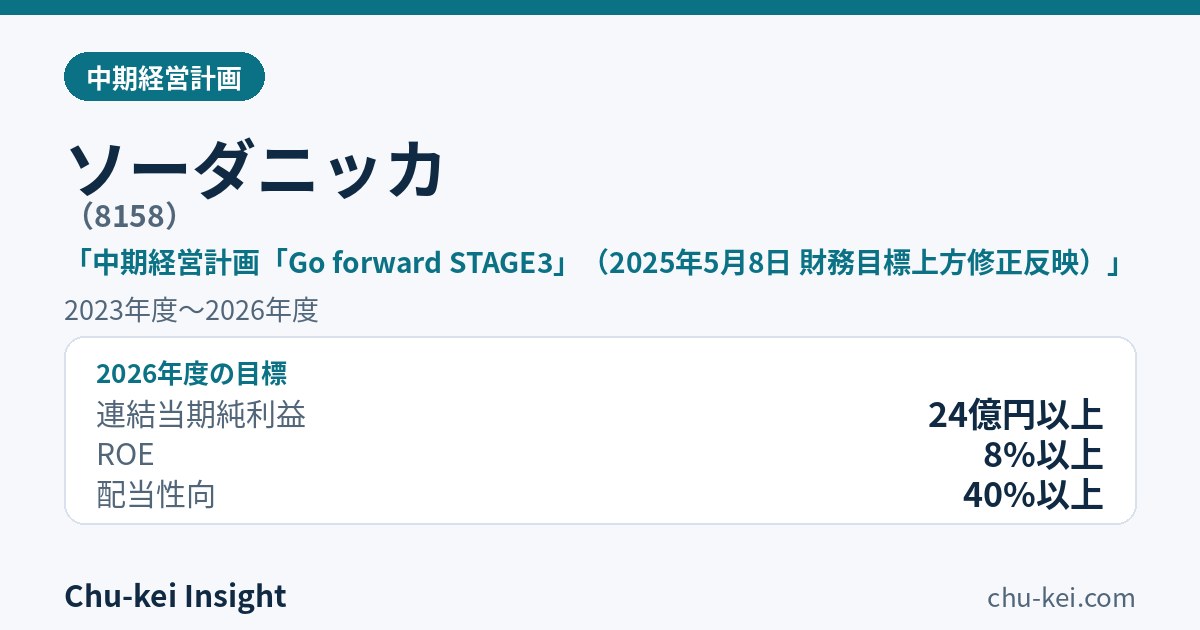 中期経営計画
ソーダニッカ
（8158）
「中期経営計画「Go forward STAGE3」（2025年5月8日 財務目標上方修正反映）」
2023年度～2026年度
2026年度の目標
連結当期純利益 24億円以上
ROE 8%以上
配当性向 40%以上
Chu-kei Insight chu-kei.com